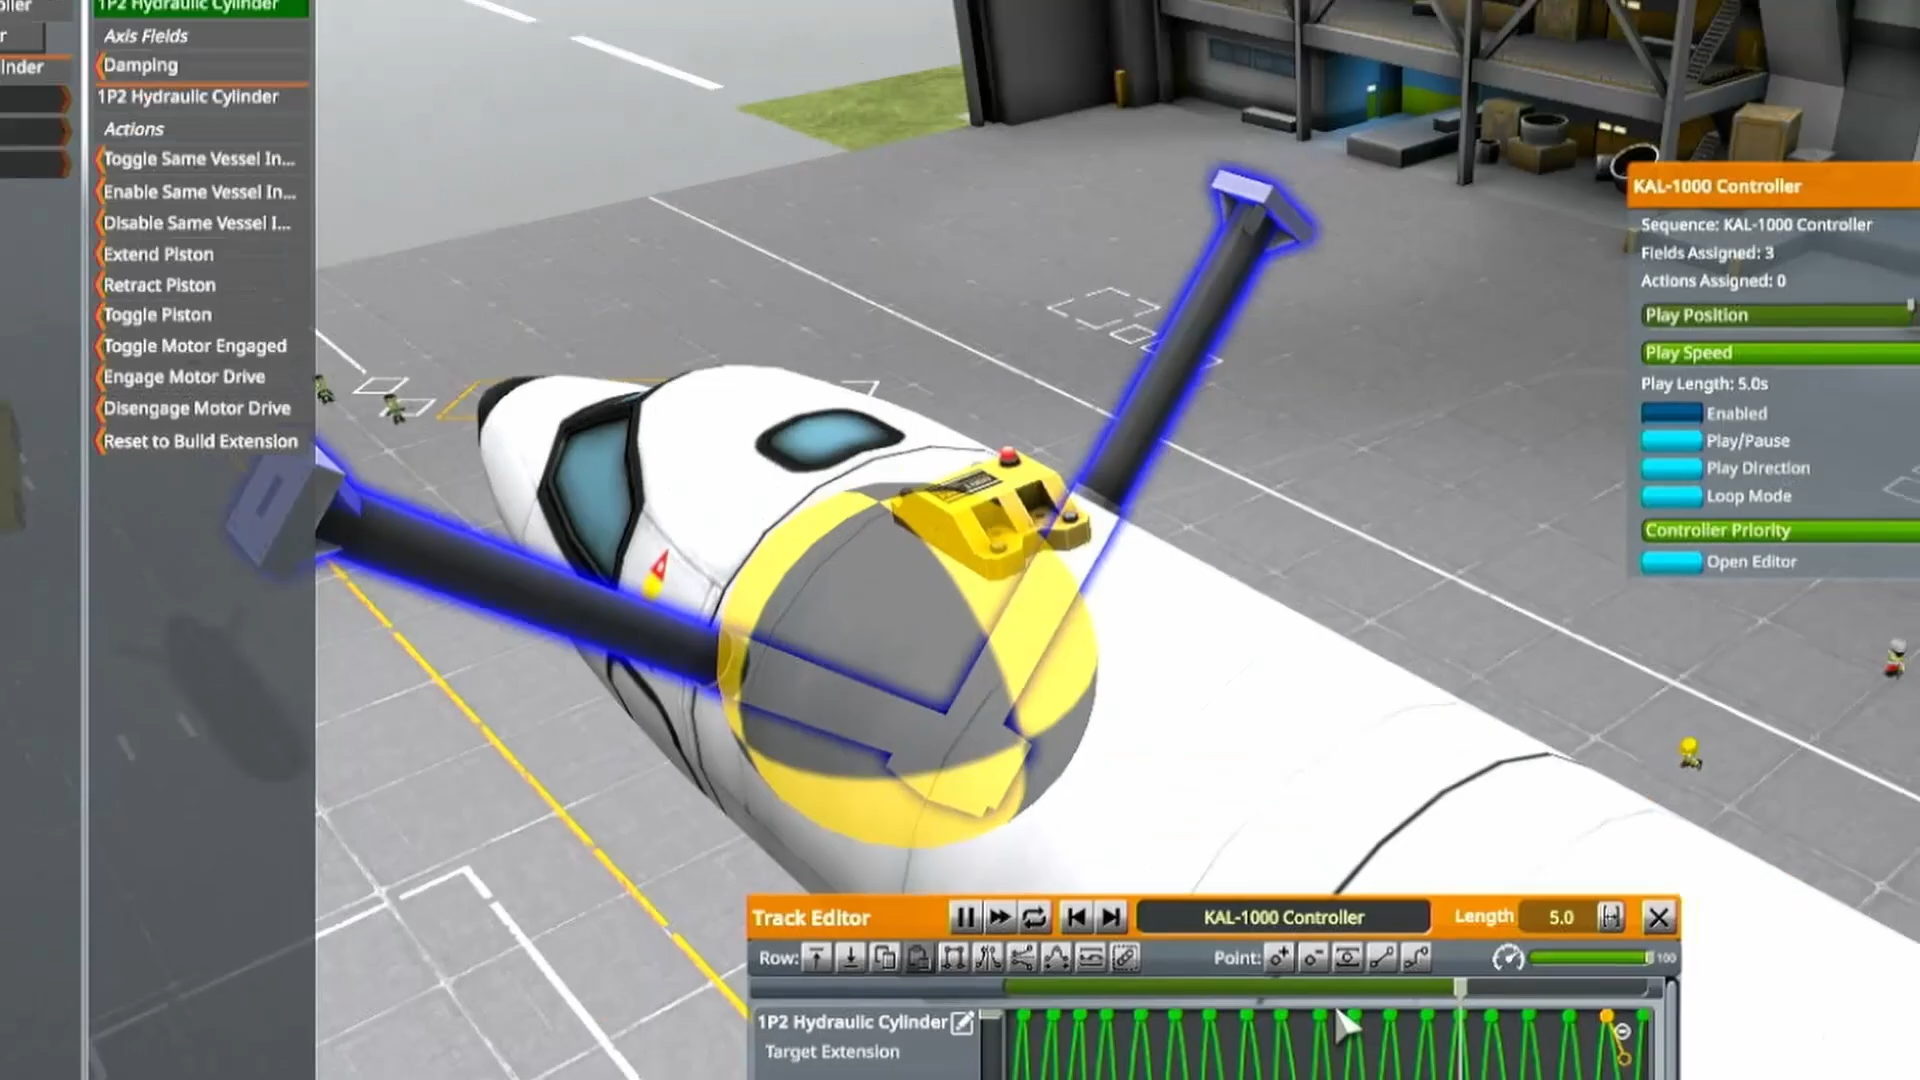 1P2 Hydraulic Cylinder
Axis Fields
Damping
1P2 Hydraulic Cylinder
Actions
Toggle Same Vessel In...
Enable Same Vessel In...
Disable Same Vessel I...
Extend Piston
Retract Piston
Toggle Piston
Toggle Motor Engaged
Engage Motor Drive
Disengage Motor Drive
Reset to Build Extension
KAL-1000 Controller
Sequence: KAL-1000 Controller
Fields Assigned: 3
Actions Assigned: 0
Play Position
Play Speed
Play Length: 5.0s
Enabled
Play/Pause
Play Direction
Loop Mode
Controller Priority
Open Editor
Track Editor
KAL-1000 Controller
Length 5.0
Row:
Point:
100
1P2 Hydraulic Cylinder
Target Extension